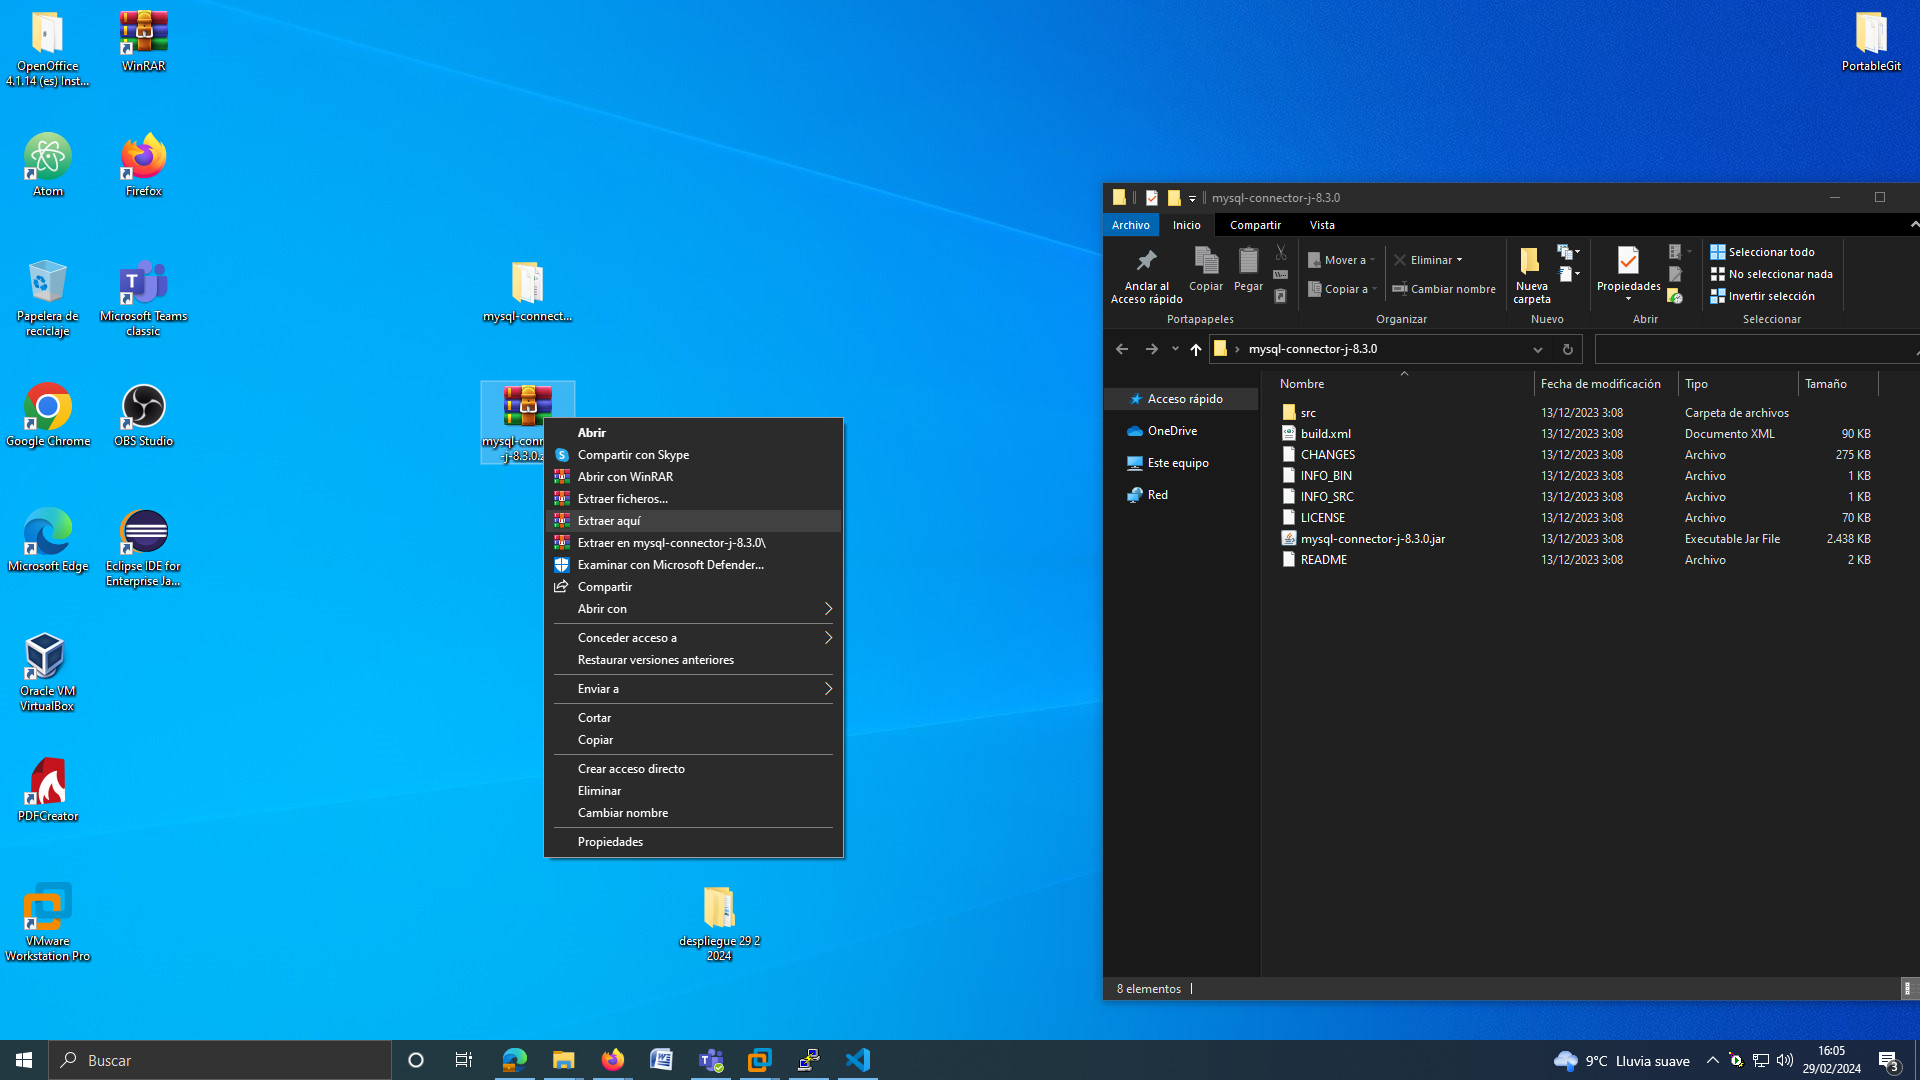 OpenOffice
4.1.14 (es) Inst...
WinRAR
PortableGit
Atom
Firefox
Papelera de
reciclaje
Microsoft Teams
classic
Google Chrome
OBS Studio
Microsoft Edge
Eclipse IDE for
Enterprise Ja...
Oracle VM
VirtualBox
PDFCreator
VMware
Workstation Pro
mysql-connect...
mysql-conn
-j-8.3.0.z
despliegue 29 2
2024
Abrir
Compartir con Skype
Abrir con WinRAR
Extraer ficheros...
Extraer aquí
Extraer en mysql-connector-j-8.3.0\
Examinar con Microsoft Defender...
Compartir
Abrir con
Conceder acceso a
Restaurar versiones anteriores
Enviar a
Cortar
Copiar
Crear acceso directo
Eliminar
Cambiar nombre
Propiedades
mysql-connector-j-8.3.0
Archivo Inicio Compartir Vista
Anclar al
Acceso rápido
Copiar
Pegar
Portapapeles
Mover a
Copiar a
Eliminar
Cambiar nombre
Organizar
Nueva
carpeta
Nuevo
Propiedades
Abrir
Seleccionar todo
No seleccionar nada
Invertir selección
Seleccionar
mysql-connector-j-8.3.0
Acceso rápido
OneDrive
Este equipo
Red
Nombre Fecha de modificación Tipo Tamaño
src 13/12/2023 3:08 Carpeta de archivos
build.xml 13/12/2023 3:08 Documento XML 90 KB
CHANGES 13/12/2023 3:08 Archivo 275 KB
INFO_BIN 13/12/2023 3:08 Archivo 1 KB
INFO_SRC 13/12/2023 3:08 Archivo 1 KB
LICENSE 13/12/2023 3:08 Archivo 70 KB
mysql-connector-j-8.3.0.jar 13/12/2023 3:08 Executable Jar File 2.438 KB
README 13/12/2023 3:08 Archivo 2 KB
8 elementos
Buscar
9°C Lluvia suave
16:05
29/02/2024
3